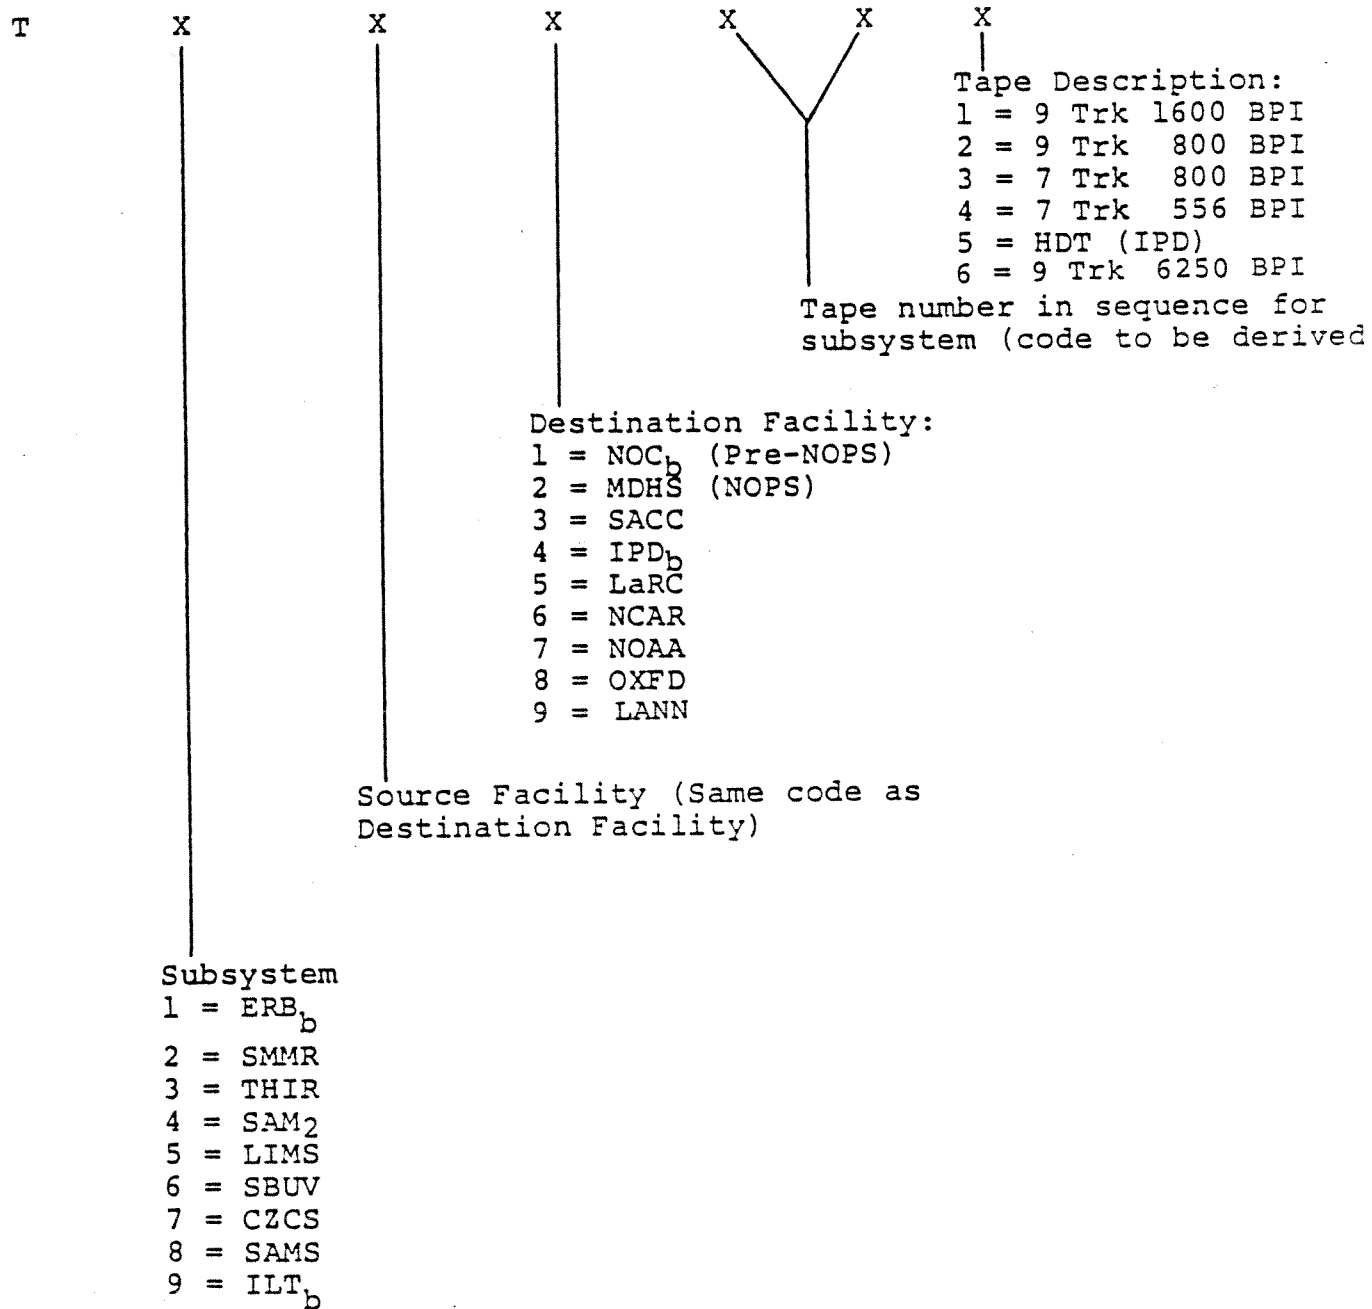 T X X X X X X
Tape Description:
1 = 9 Trk 1600 BPI
2 = 9 Trk 800 BPI
3 = 7 Trk 800 BPI
4 = 7 Trk 556 BPI
5 = HDT (IPD)
6 = 9 Trk 6250 BPI
Tape number in sequence for
subsystem (code to be derived
Destination Facility:
1 = NOCb (Pre-NOPS)
2 = MDHS (NOPS)
3 = SACC
4 = IPDb
5 = LaRC
6 = NCAR
7 = NOAA
8 = OXFD
9 = LANN
Source Facility (Same code as
Destination Facility)
Subsystem
1 = ERBb
2 = SMMR
3 = THIR
4 = SAM2
5 = LIMS
6 = SBUV
7 = CZCS
8 = SAMS
9 = ILTb